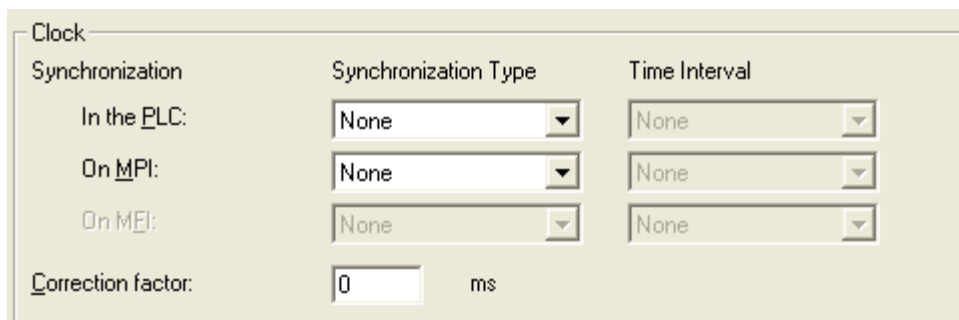 Clock
Synchronization Synchronization Type Time Interval
In the PLC: None None
On MPI: None None
On MFI: None None
Correction factor: 0 ms